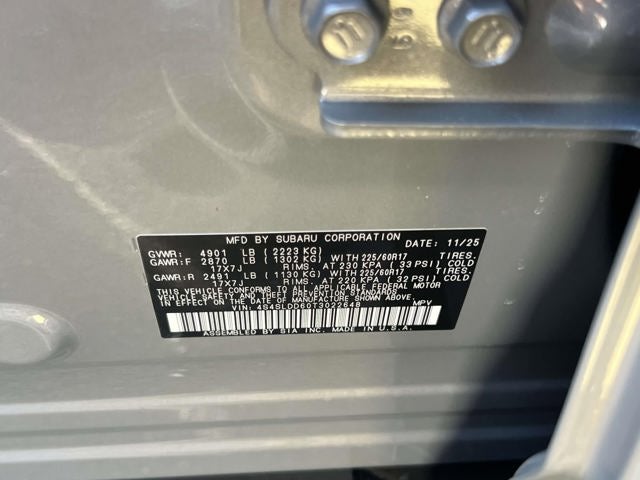 MFD BY SUBARU CORPORATION DATE: 11/25
GVWR: 4901 LB (2223 KG) TIRES.
GAWR:F 2870 LB (1302 KG) WITH 225/60R17
17X7J RIMS. AT 230 KPA (33 PSI) COLD
GAWR:R 2491 LB (1130 KG) WITH 225/60R17 TIRES.
17X7J RIMS. AT 220 KPA (32 PSI) COLD
THIS VEHICLE CONFORMS TO ALL APPLICABLE FEDERAL MOTOR
VEHICLE SAFETY, BUMPER, AND THEFT PREVENTION STANDARDS
IN EFFECT ON THE DATE OF MANUFACTURE SHOWN ABOVE.
VIN: 4S4SLDD60T3022648 MPV
ASSEMBLED BY SIA INC. MADE IN U.S.A.